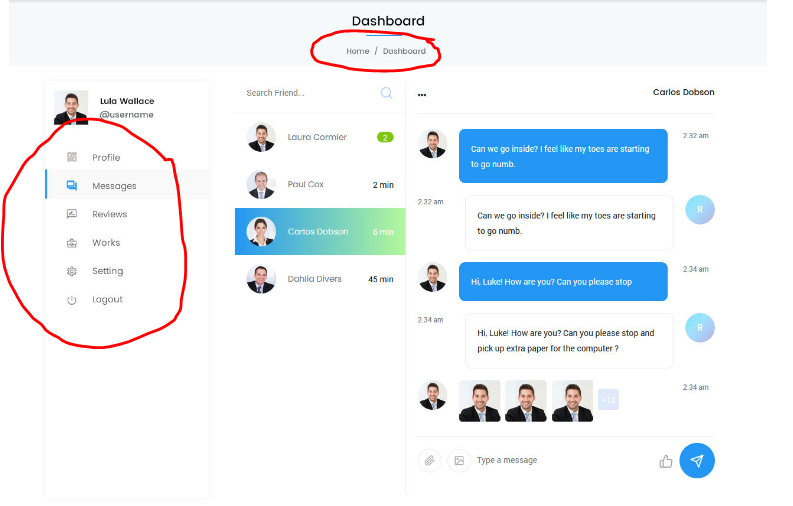 Dashboard
Home / Dashboard
Lula Wallace
@username
Profile
Messages
Reviews
Works
Setting
Logout
Search Friend...
Laura Cormier 2
Paul Cox 2 min
Carlos Dobson 6 min
Dahlia Divers 45 min
... Carlos Dobson
2:32 am
Can we go inside? I feel like my toes are starting
to go numb.
2:32 am
Can we go inside? I feel like my toes are starting
to go numb.
R
2:34 am
Hi, Luke! How are you? Can you please stop
2:34 am
Hi, Luke! How are you? Can you please stop and
pick up extra paper for the computer ?
R
+12
2:34 am
Type a message